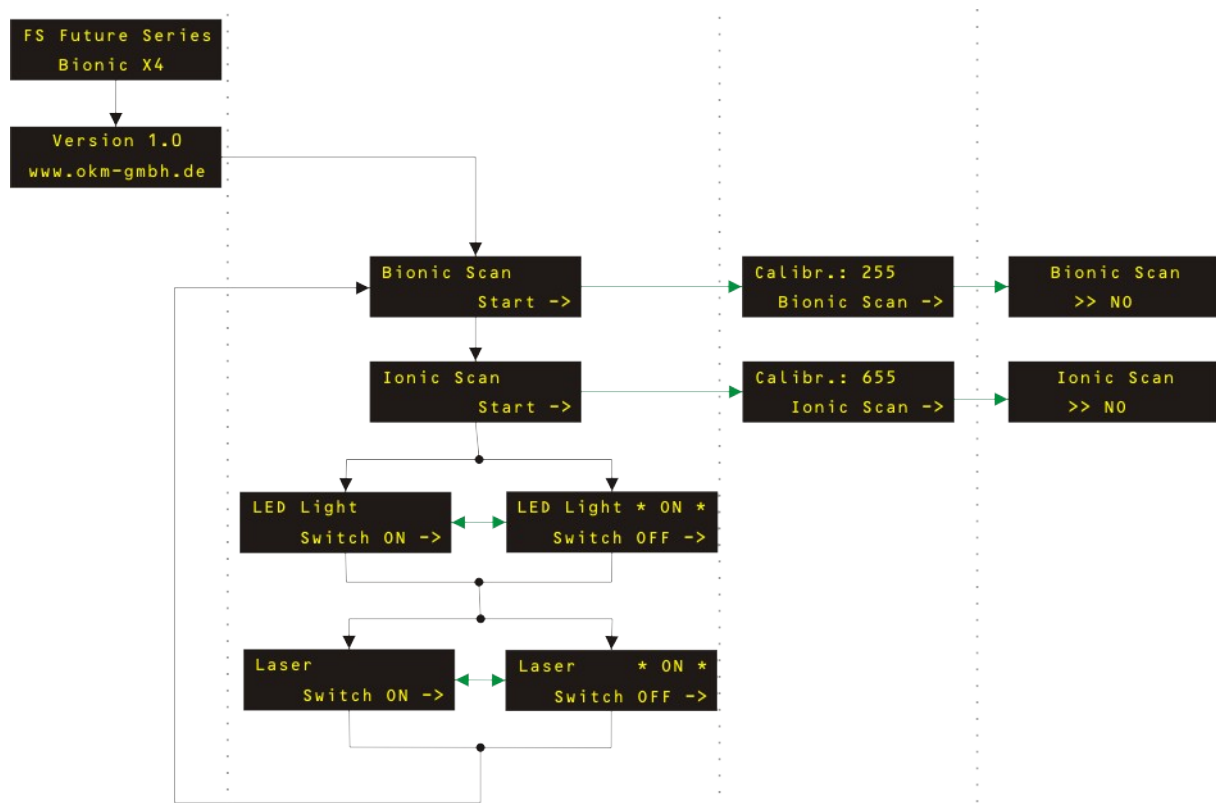 FS Future Series
Bionic X4
Version 1.0
www.okm-gmbh.de
Bionic Scan
Start ->
Calibr.: 255
Bionic Scan ->
Bionic Scan
>> NO
Ionic Scan
Start ->
Calibr.: 655
Ionic Scan ->
Ionic Scan
>> NO
LED Light
Switch ON ->
LED Light * ON *
Switch OFF ->
Laser
Switch ON ->
Laser * ON *
Switch OFF ->